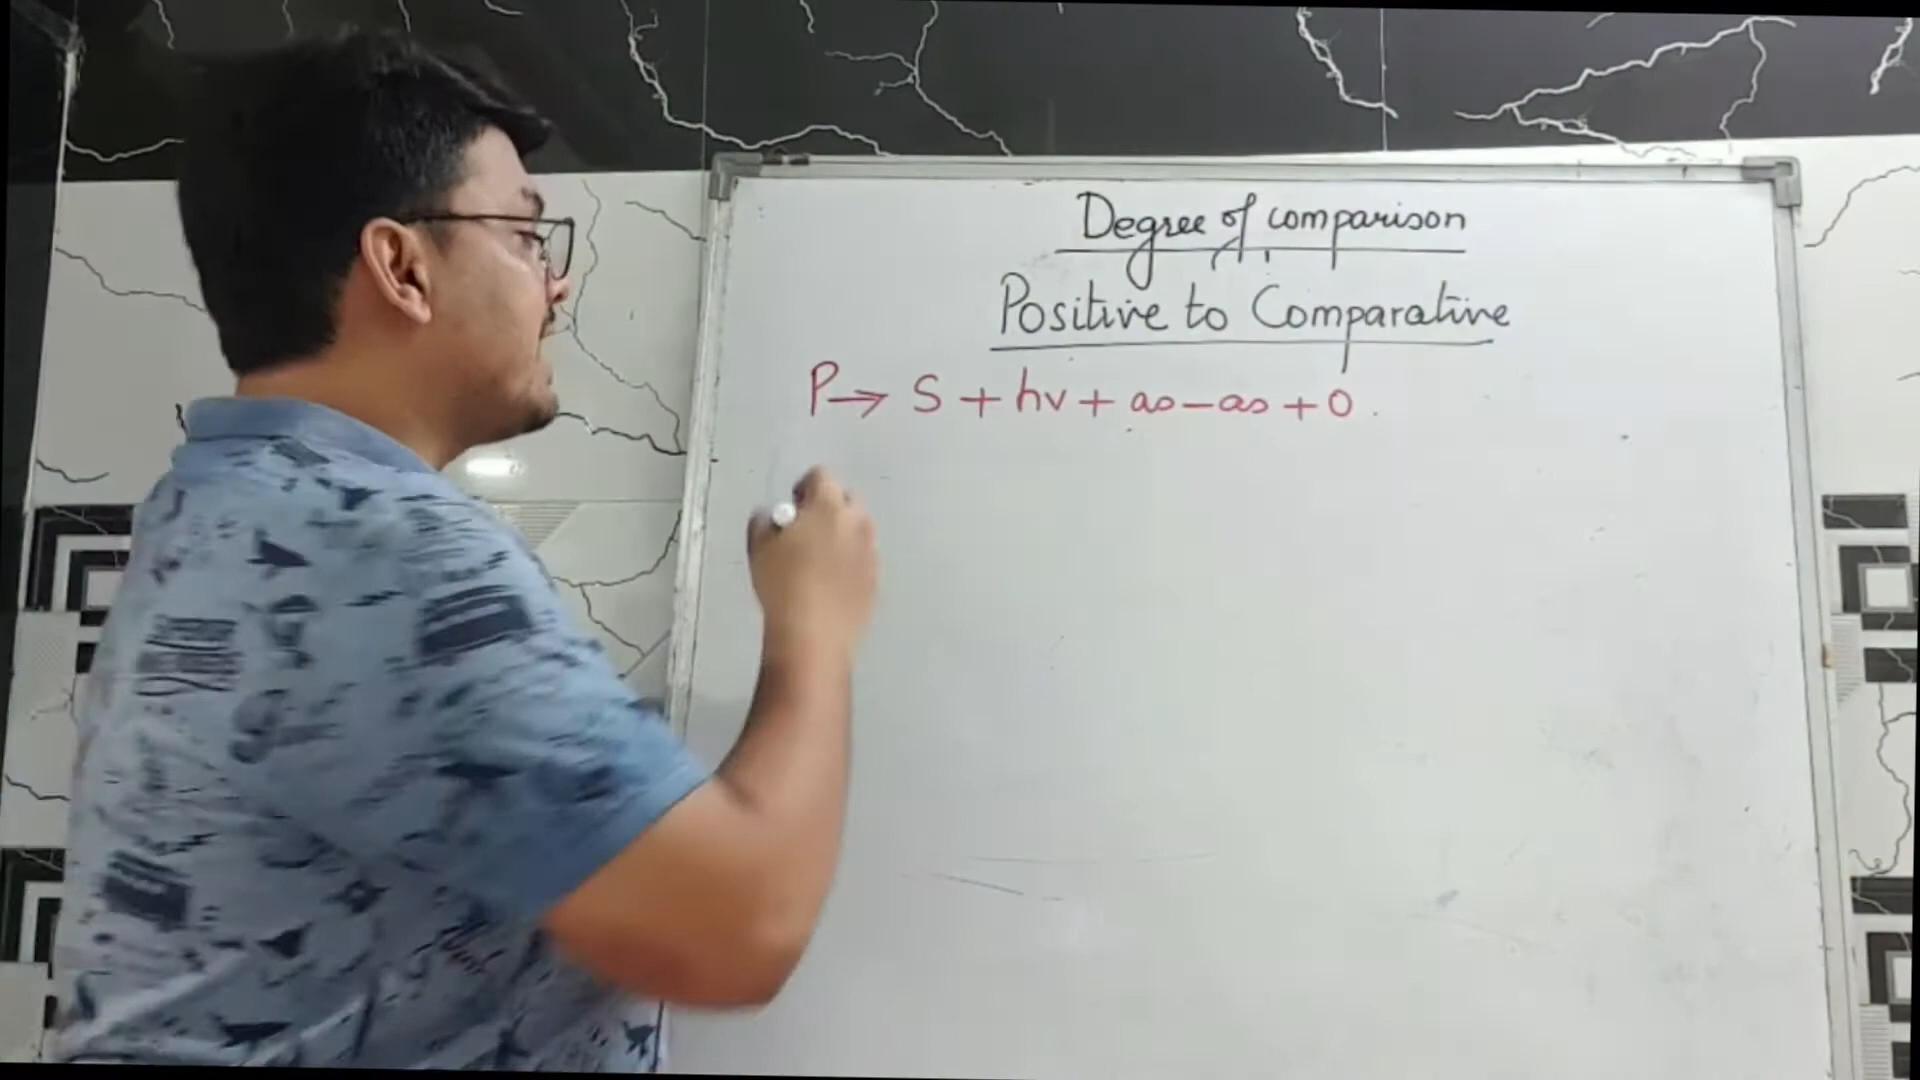 Degree of comparison
Positive to Comparative
P→ S + hv + as – as + O.